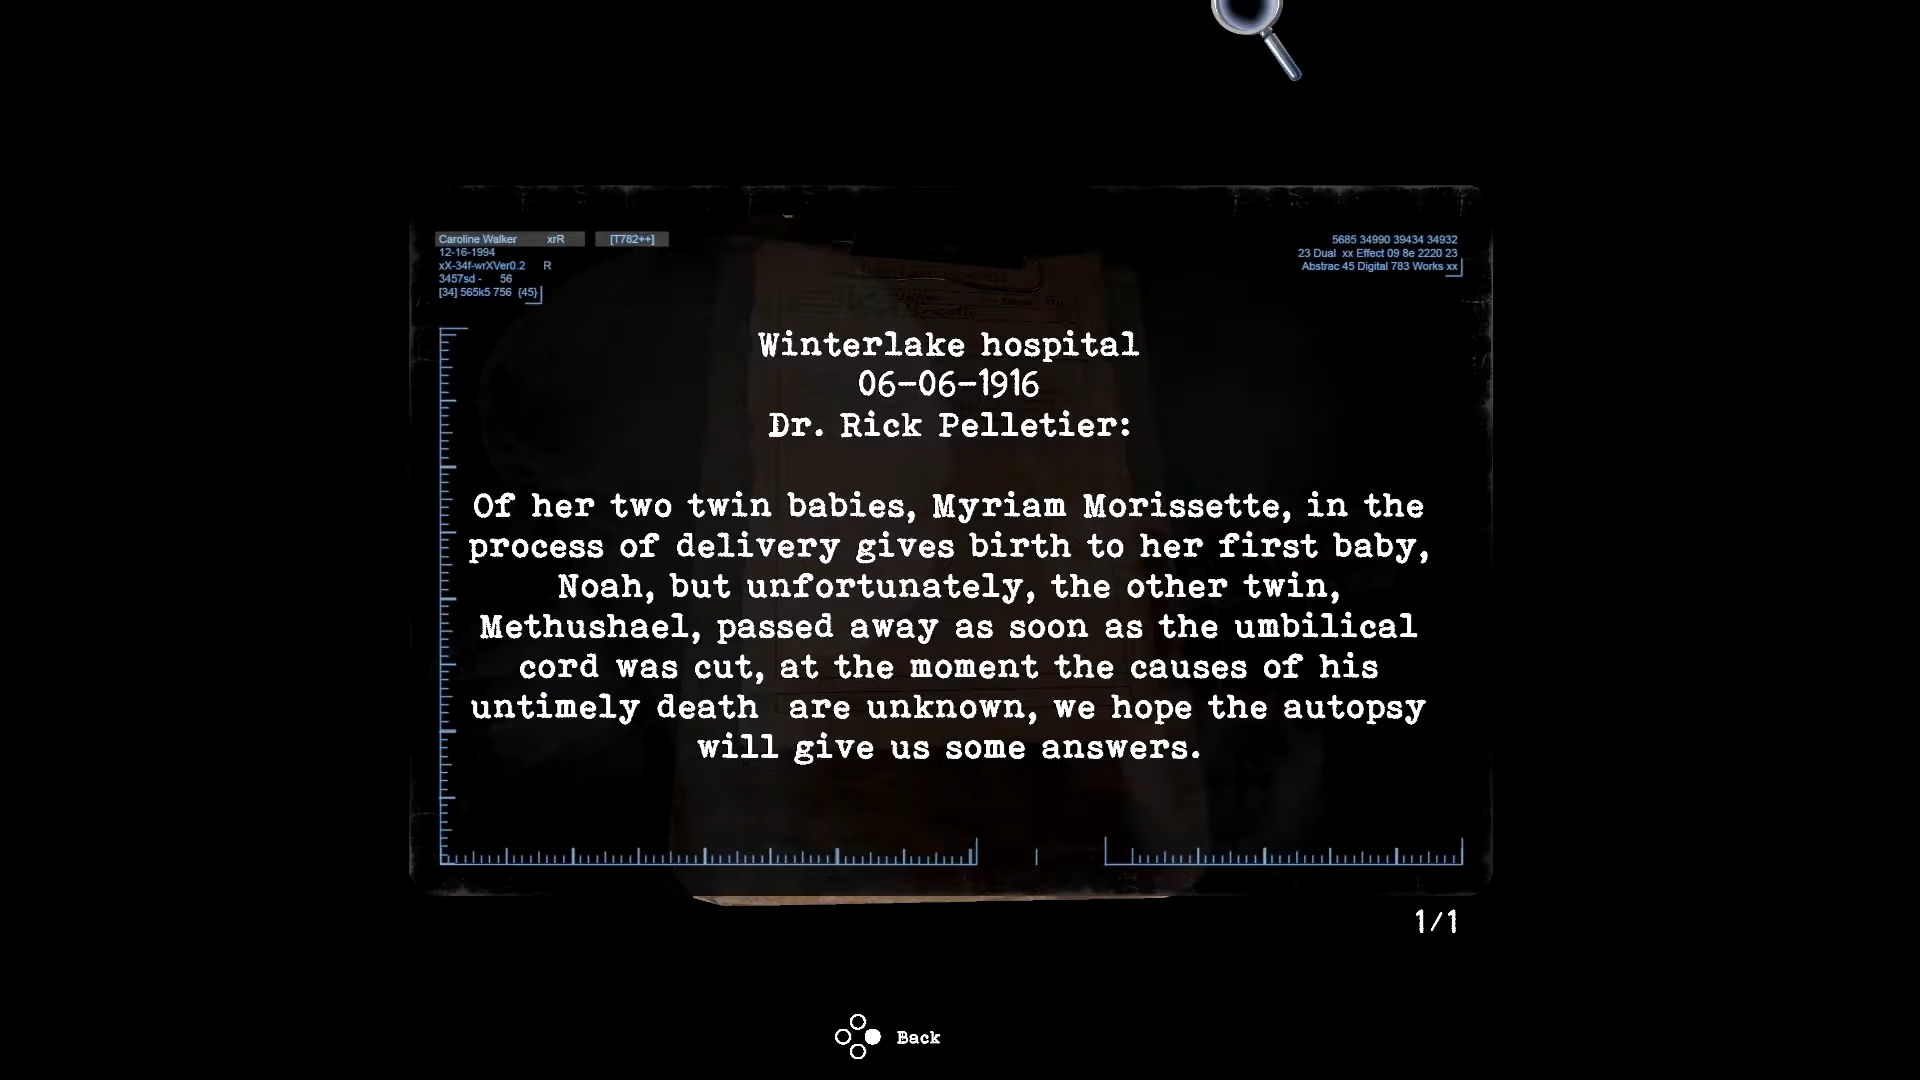 Caroline Walker xrR [T782++]
12-16-1994
xX-34f-wrXVer0.2 R
3457sd - 56
[34] 565k5 756 {45}
5685 34990 39434 34932
23 Dual xx Effect 09 8e 2220 23
Abstrac 45 Digital 783 Works xx
Winterlake hospital
06-06-1916
Dr. Rick Pelletier:
Of her two twin babies, Myriam Morissette, in the
process of delivery gives birth to her first baby,
Noah, but unfortunately, the other twin,
Methushael, passed away as soon as the umbilical
cord was cut, at the moment the causes of his
untimely death are unknown, we hope the autopsy
will give us some answers.
1/1
Back